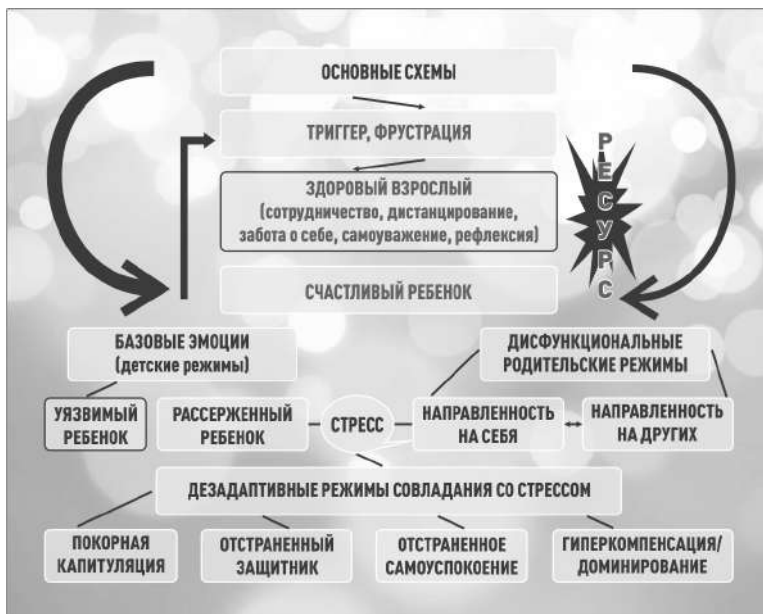 ОСНОВНЫЕ СХЕМЫ
ТРИГГЕР, ФРУСТРАЦИЯ
ЗДОРОВЫЙ ВЗРОСЛЫЙ
(сотрудничество, дистанцирование,
забота о себе, самоуважение, рефлексия)
РЕСУРС
СЧАСТЛИВЫЙ РЕБЕНОК
БАЗОВЫЕ ЭМОЦИИ
(детские режимы)
ДИСФУНКЦИОНАЛЬНЫЕ
РОДИТЕЛЬСКИЕ РЕЖИМЫ
УЯЗВИМЫЙ
РЕБЕНОК
РАССЕРЖЕННЫЙ
РЕБЕНОК
СТРЕСС
НАПРАВЛЕННОСТЬ
НА СЕБЯ
НАПРАВЛЕННОСТЬ
НА ДРУГИХ
ДЕЗАДАПТИВНЫЕ РЕЖИМЫ СОВЛАДАНИЯ СО СТРЕССОМ
ПОКОРНАЯ
КАПИТУЛЯЦИЯ
ОТСТРАНЕННЫЙ
ЗАЩИТНИК
ОТСТРАНЕННОЕ
САМОУСПОКОЕНИЕ
ГИПЕРКОМПЕНСАЦИЯ/
ДОМИНИРОВАНИЕ